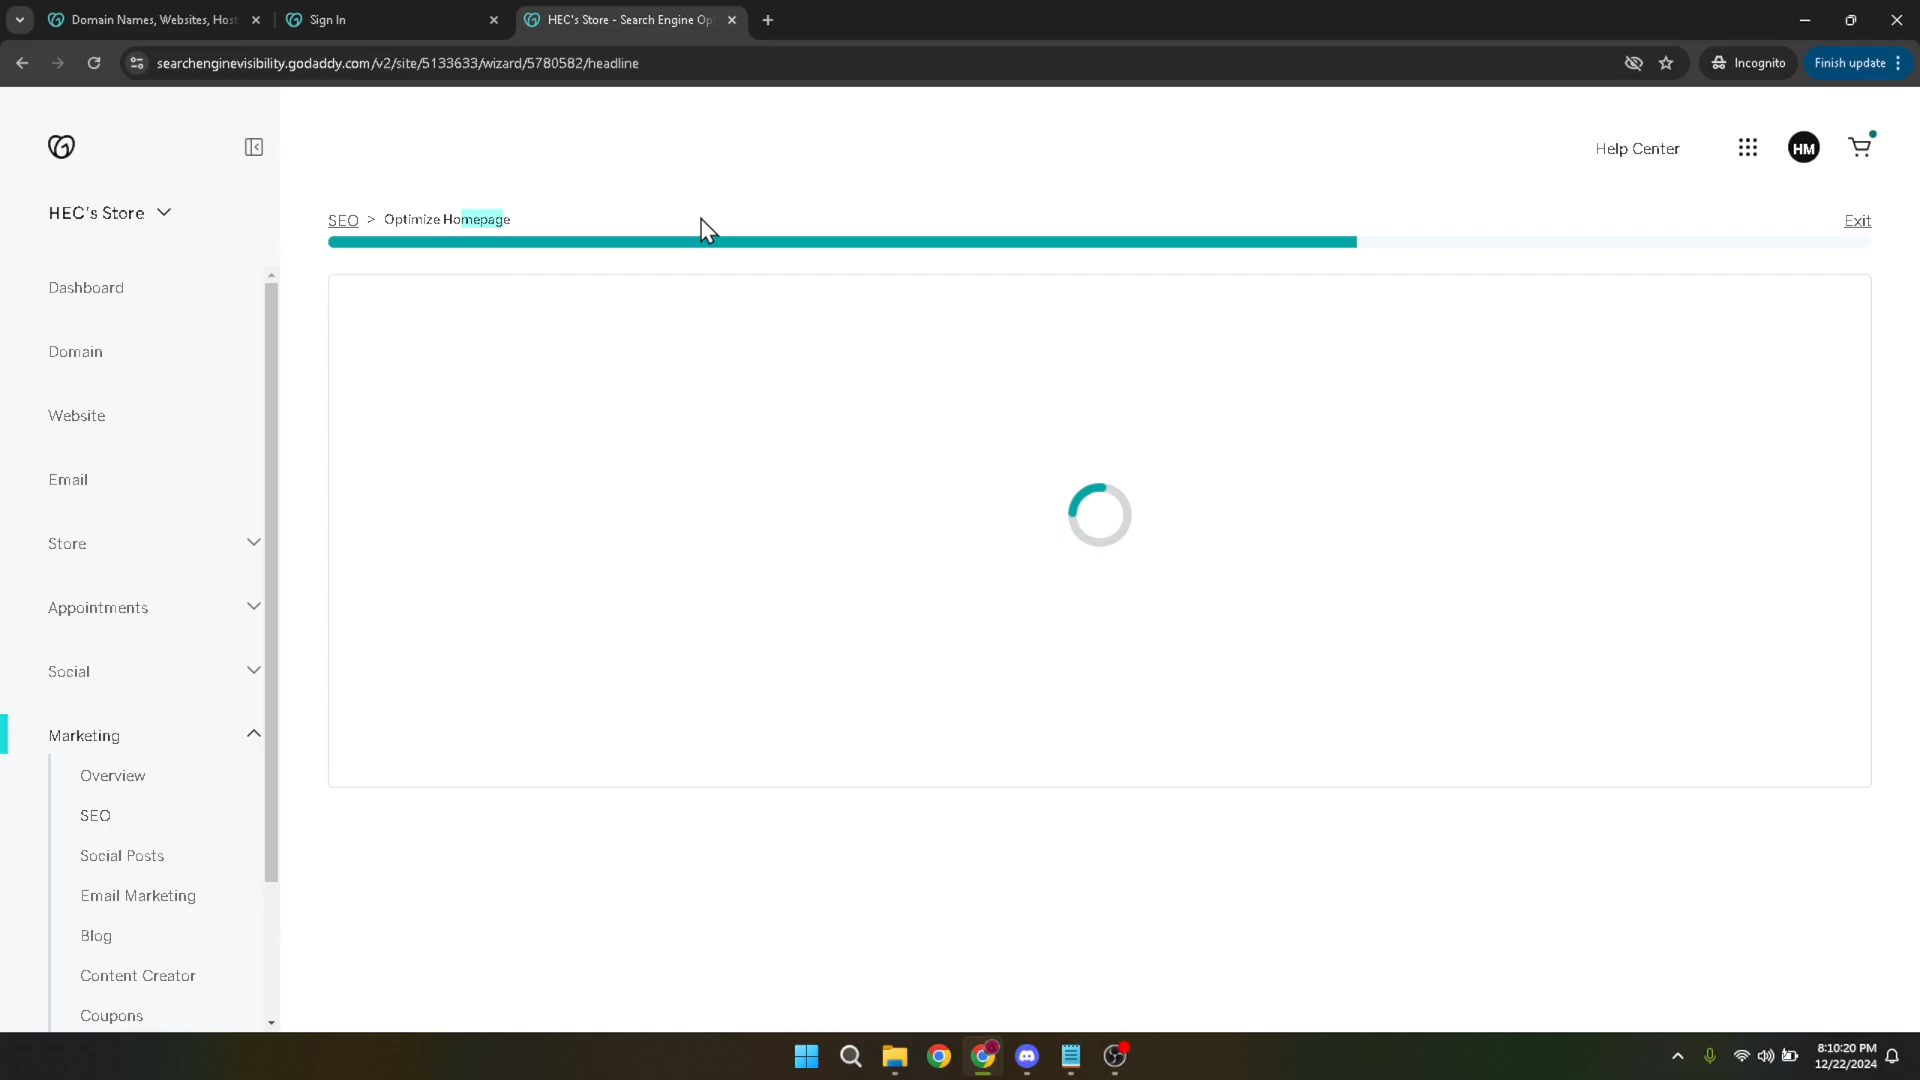 Domain Names, Websites, Host
Sign In
HEC's Store - Search Engine Op
searchenginevisibility.godaddy.com/v2/site/5133633/wizard/5780582/headline
Incognito
Finish update
Help Center
HM
HEC's Store
SEO > Optimize Homepage
Exit
Dashboard
Domain
Website
Email
Store
Appointments
Social
Marketing
Overview
SEO
Social Posts
Email Marketing
Blog
Content Creator
Coupons
8:10:20 PM
12/22/2024